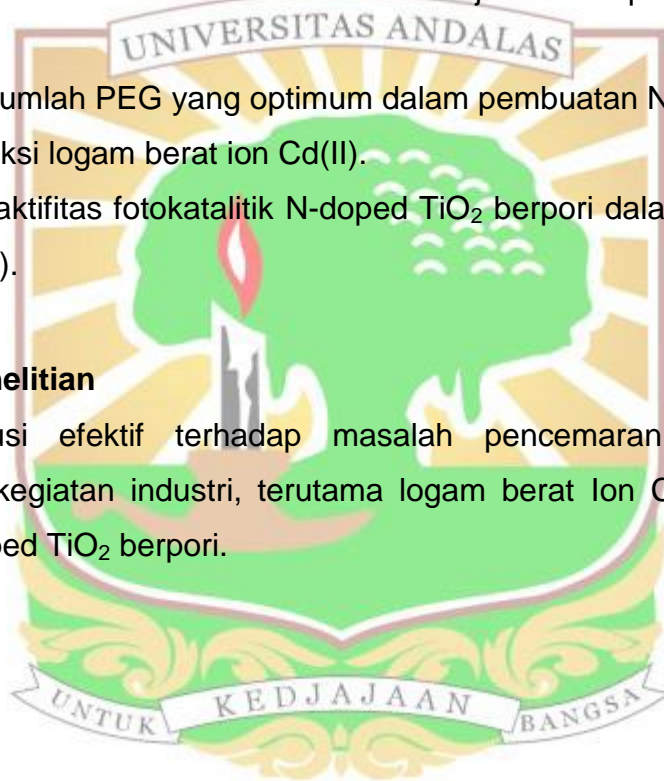 UNIVERSITAS ANDALAS
umlah PEG yang optimum dalam pembuatan N
ksi logam berat ion Cd(II).
aktifitas fotokatalitik N-doped TiO₂ berpori dala
).
nelitian
usi efektif terhadap masalah pencemaran
kegiatan industri, terutama logam berat Ion C
ped TiO₂ berpori.
UNTUK KEDJAJAAN BANGSA